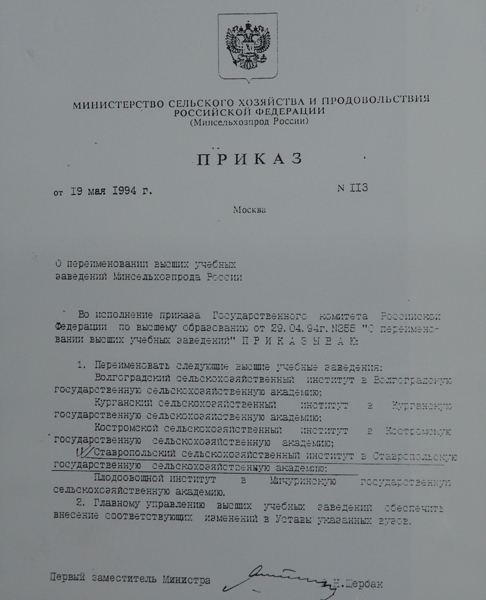 МИНИСТЕРСТВО СЕЛЬСКОГО ХОЗЯЙСТВА И ПРОДОВОЛЬСТВИЯ
РОССИЙСКОЙ ФЕДЕРАЦИИ
(Минсельхозпрод России)
ПРИКАЗ
от 19 мая 1994 г. N 113
Москва
О переименовании высших учебных
заведений Минсельхозпрода России
Во исполнение приказа Государственного комитета Российской
Федерации по высшему образованию от 29.04.94г. N355 "О переимено-
вании высших учебных заведений" П Р И К А З Ы В А Ю:
1. Переименовать следующие высшие учебные заведения:
Волгоградский сельскохозяйственный институт в Волгоградскую
государственную сельскохозяйственную академию;
Курганский сельскохозяйственный институт в Курганскую
государственную сельскохозяйственную академию;
Костромской сельскохозяйственный институт в Костромскую
государственную сельскохозяйственную академию;
Ставропольский сельскохозяйственный институт в Ставропольскую
государственную сельскохозяйственную академию;
Плодоовощной институт в Мичуринскую государственную
сельскохозяйственную академию.
2. Главному управлению высших учебных заведений обеспечить
внесение соответствующих изменений в Уставы указанных вузов.
Первый заместитель Министра Н.Щербак